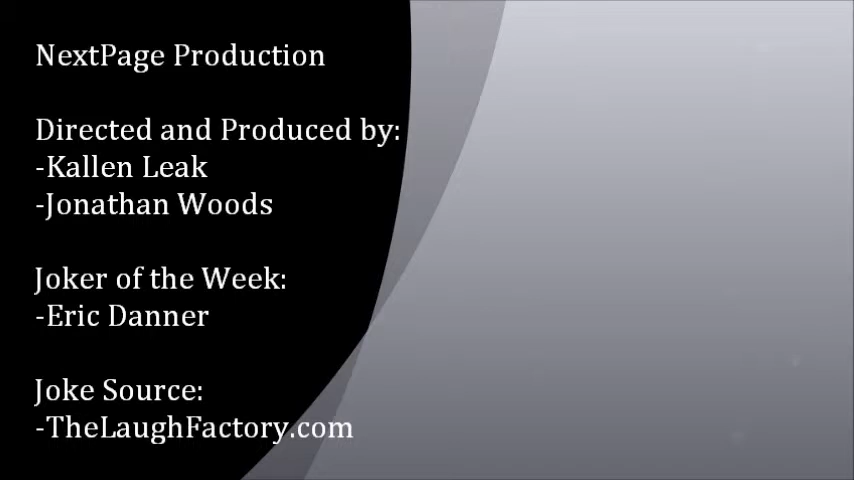 NextPage Production
Directed and Produced by:
-Kallen Leak
-Jonathan Woods
Joker of the Week:
-Eric Danner
Joke Source:
-TheLaughFactory.com